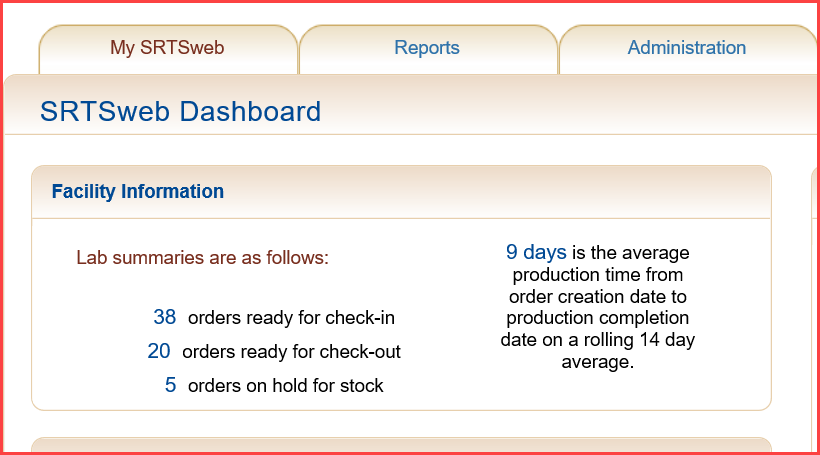 My SRTSweb
Reports
Administration
SRTSweb Dashboard
Facility Information
Lab summaries are as follows:
38 orders ready for check-in
20 orders ready for check-out
5 orders on hold for stock
9 days is the average
production time from
order creation date to
production completion
date on a rolling 14 day
average.